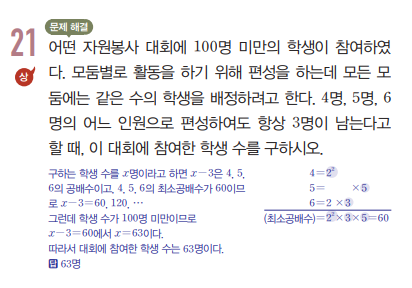 21
상
문제 해결
어떤 자원봉사 대회에 100명 미만의 학생이 참여하였
다. 모둠별로 활동을 하기 위해 편성을 하는데 모든 모
둠에는 같은 수의 학생을 배정하려고 한다. 4명, 5명, 6
명의 어느 인원으로 편성하여도 항상 3명이 남는다고
할 때, 이 대회에 참여한 학생 수를 구하시오.
구하는 학생 수를 x명이라고 하면 x-3은 4, 5,
6의 공배수이고, 4, 5, 6의 최소공배수가 60이므
로 x-3=60, 120, …
그런데 학생 수가 100명 미만이므로
x-3=60에서 x=63이다.
따라서 대회에 참여한 학생 수는 63명이다.
답 63명
4=2²
5= ×5
6=2 ×3
(최소공배수)=2²×3×5=60